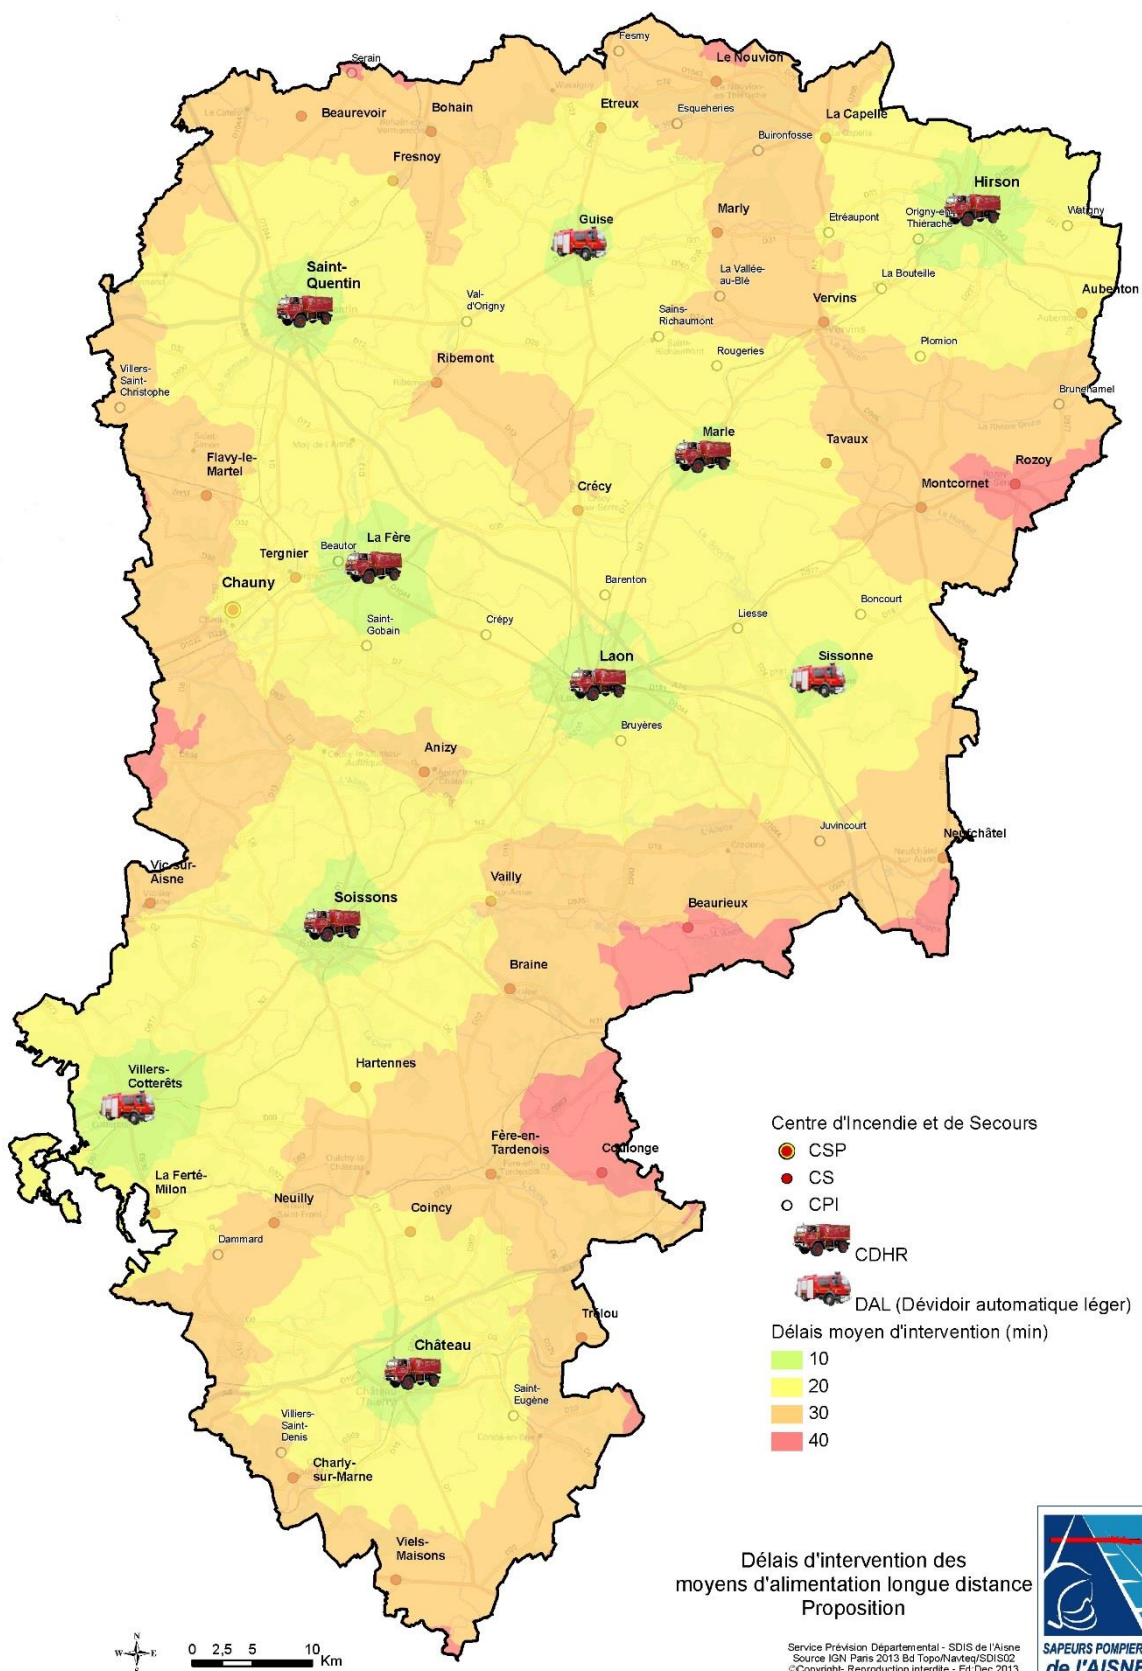 Fesmy
Serain
Le Nouvion
Beaurevoir
Bohain
Etreux
Esqueheries
La Capelle
Buironfosse
Fresnoy
Hirson
Guise
Marly
Etréaupont
Origny-en-
Thiérache
Watigny
Saint-
Quentin
La Vallée-
au-Blé
La Bouteille
Val-
d'Origny
Vervins
Aubenton
Sains-
Richaumont
Plomion
Ribemont
Rougeries
Villers-
Saint-
Christophe
Brunehamel
Marle
Tavaux
Flavy-le-
Martel
Rozoy
Crécy
Montcornet
La Fère
Beautor
Tergnier
Chauny
Barenton
Saint-
Gobain
Crépy
Liesse
Boncourt
Laon
Sissonne
Bruyères
Anizy
Juvincourt
Neufchâtel
Vic-sur-
Aisne
Vailly
Soissons
Beaurieux
Braine
Villers-
Cotterêts
Hartennes
Fère-en-
Tardenois
Coulonge
La Ferté-
Milon
Neuilly
Coincy
Dammard
Trélou
Château
Saint-
Eugène
Villiers-
Saint-
Denis
Charly-
sur-Marne
Viels-
Maisons
Centre d'Incendie et de Secours
CSP
CS
CPI
CDHR
DAL (Dévidoir automatique léger)
Délais moyen d'intervention (min)
10
20
30
40
Délais d'intervention des
moyens d'alimentation longue distance
Proposition
Service Prévision Départemental - SDIS de l'Aisne
Source IGN Paris 2013 Bd Topo/Navteq/SDIS02
©Copyright- Reproduction interdite - Ed:Dec 2013
SAPEURS POMPIER
de l'AISNE
N
W E
S
0 2,5 5 10
Km